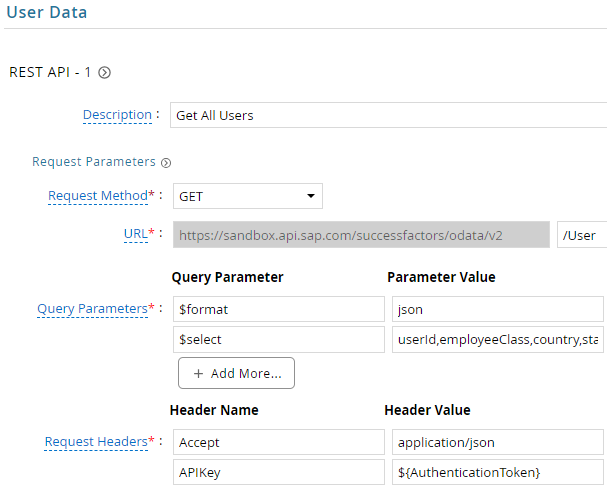 User Data
REST API - 1
Description :
Get All Users
Request Parameters
Request Method* :
GET
URL* :
https://sandbox.api.sap.com/successfactors/odata/v2
/User
Query Parameter Parameter Value
Query Parameters* :
$format json
$select userId,employeeClass,country,sta
+ Add More...
Header Name Header Value
Request Headers* :
Accept application/json
APIKey ${AuthenticationToken}